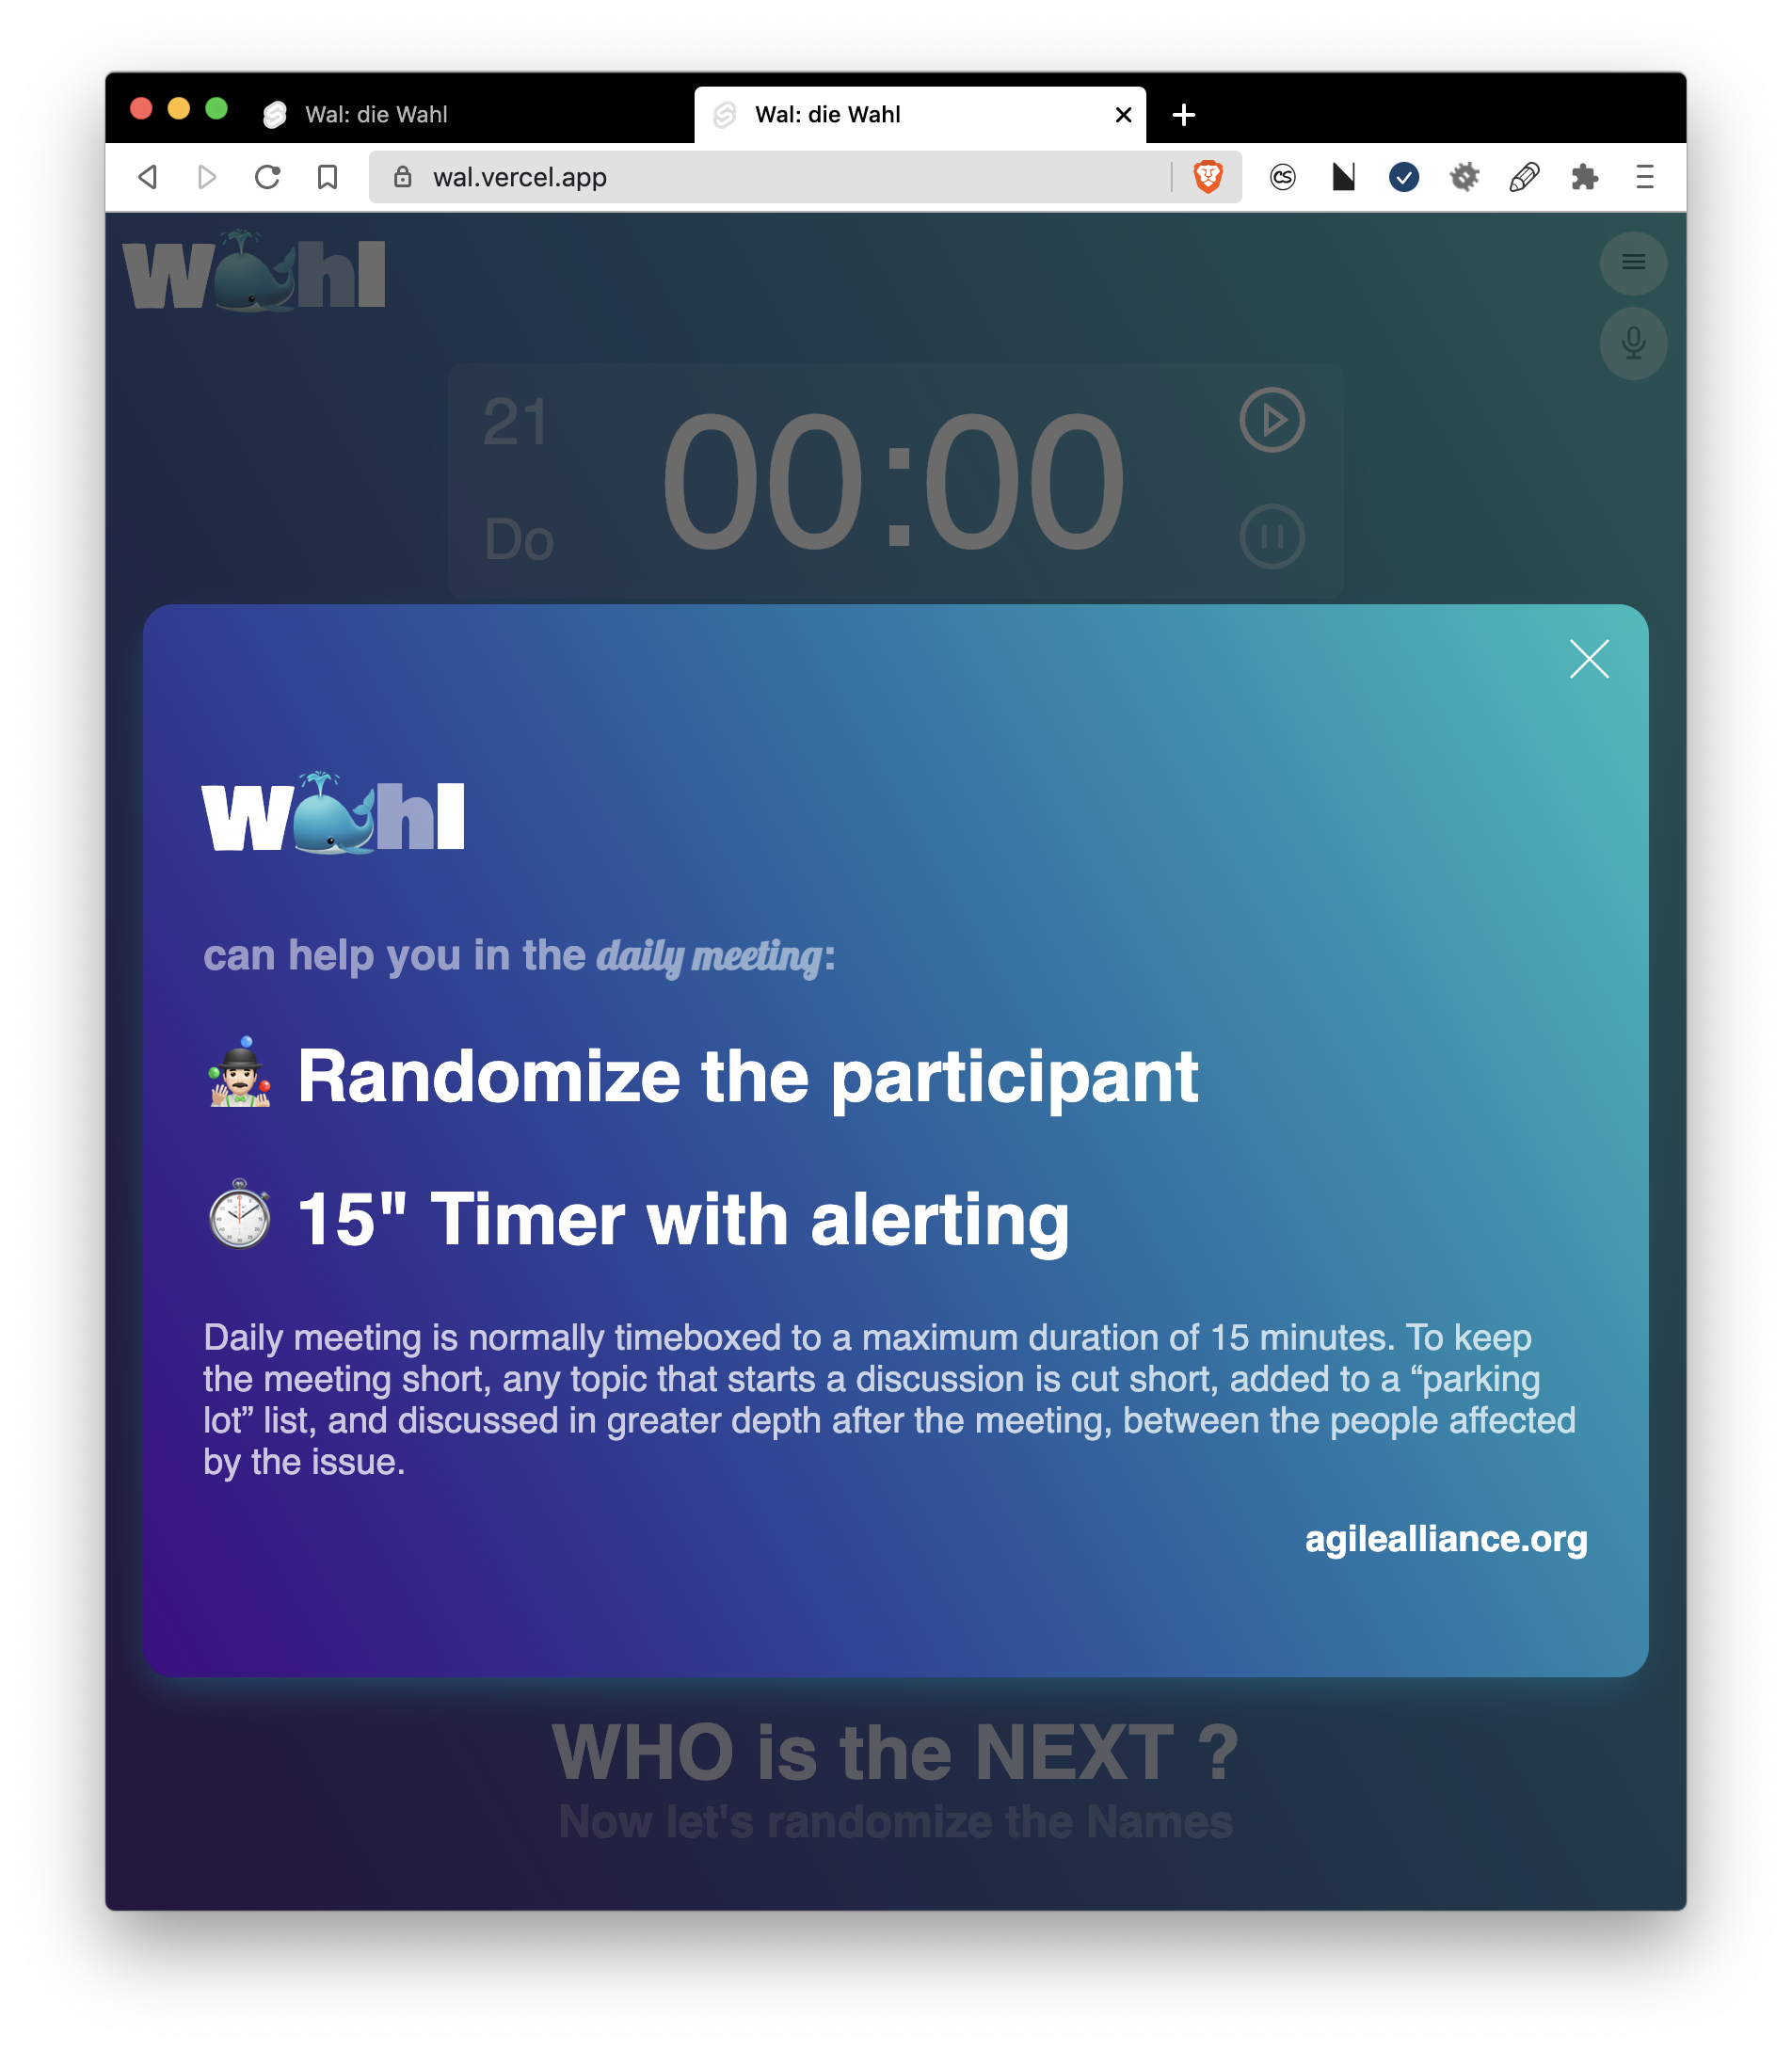 Wal: die Wahl
Wal: die Wahl
wal.vercel.app
CS
Wahl
21
00:00
Do
Wahl
can help you in the daily meeting:
Randomize the participant
15" Timer with alerting
Daily meeting is normally timeboxed to a maximum duration of 15 minutes. To keep
the meeting short, any topic that starts a discussion is cut short, added to a “parking
lot” list, and discussed in greater depth after the meeting, between the people affected
by the issue.
agilealliance.org
WHO is the NEXT ?
Now let's randomize the Names